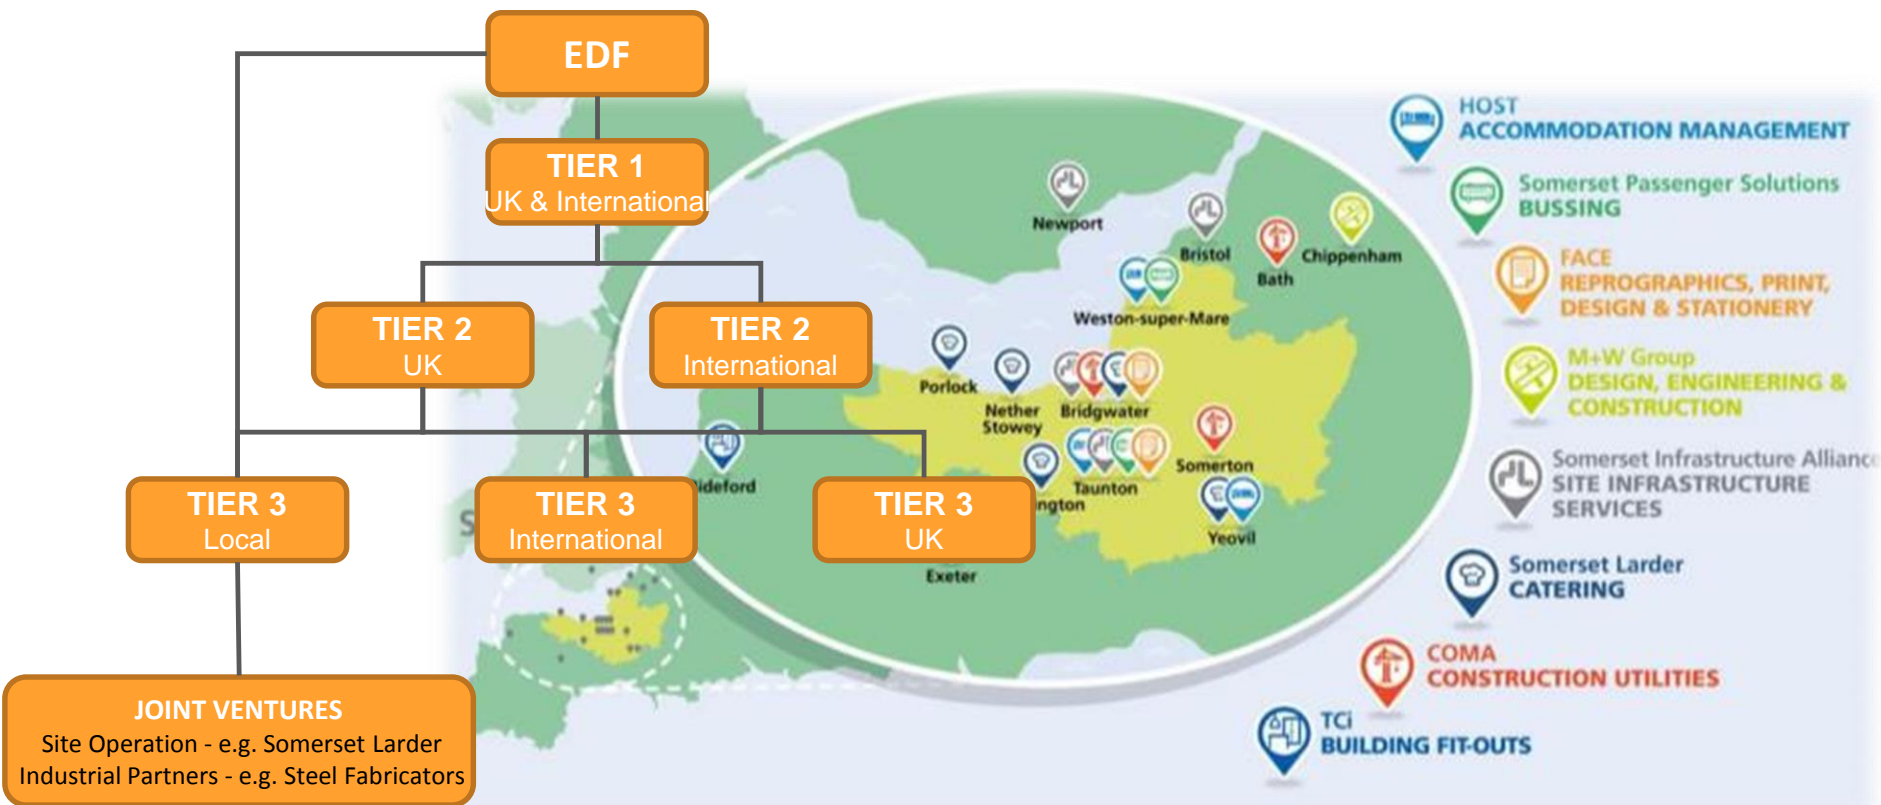 EDF
TIER 1
UK & International
TIER 2
UK
TIER 2
International
TIER 3
Local
TIER 3
International
TIER 3
UK
JOINT VENTURES
Site Operation - e.g. Somerset Larder
Industrial Partners - e.g. Steel Fabricators
Newport
Bristol
Bath
Chippenham
Weston-super-Mare
Porlock
Nether
Stowey
Bridgwater
Somerton
Taunton
Yeovil
Exeter
HOST
ACCOMMODATION MANAGEMENT
Somerset Passenger Solutions
BUSSING
FACE
REPROGRAPHICS, PRINT,
DESIGN & STATIONERY
M+W Group
DESIGN, ENGINEERING &
CONSTRUCTION
Somerset Infrastructure Alliance
SITE INFRASTRUCTURE
SERVICES
Somerset Larder
CATERING
COMA
CONSTRUCTION UTILITIES
TCi
BUILDING FIT-OUTS